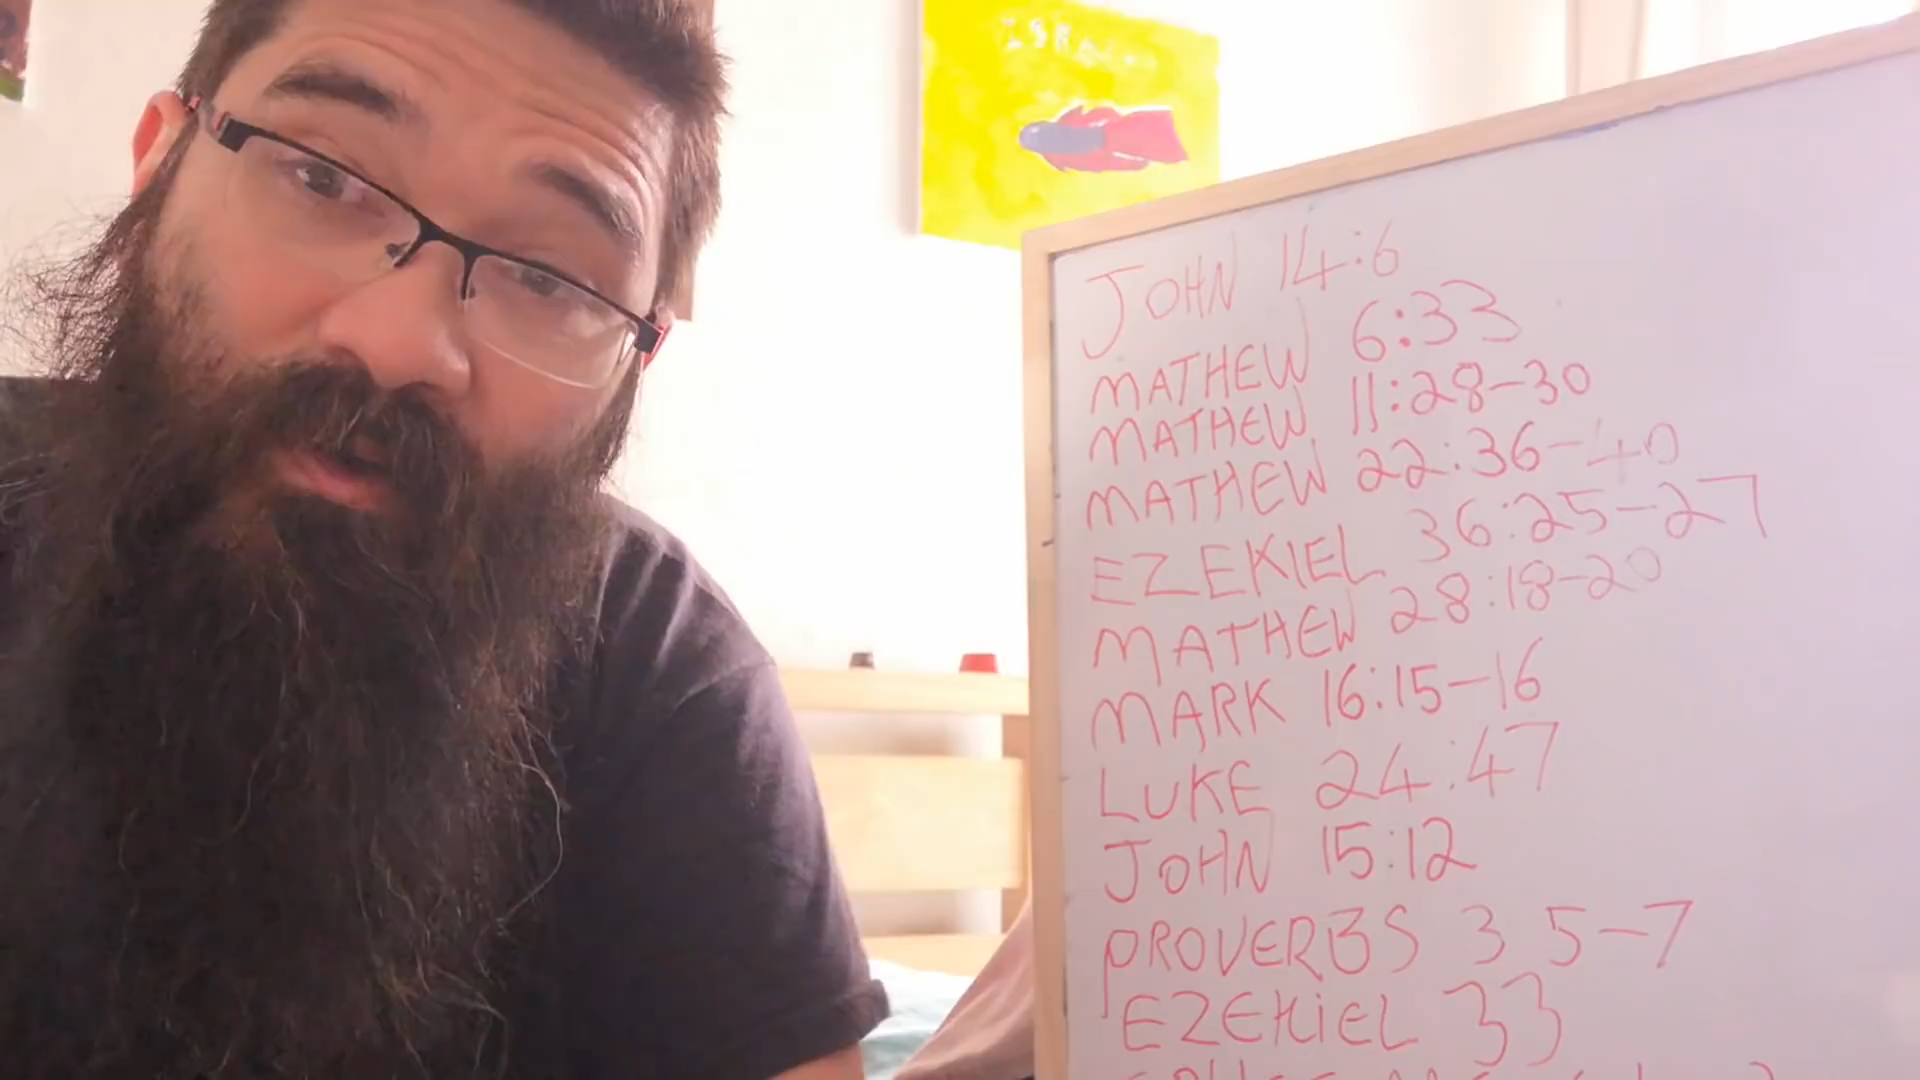 JOHN 14:6
MATHEW 6:33
MATHEW 11:28-30
MATHEW 22:36-40
EZEKIEL 36:25-27
MATHEW 28:18-20
MARK 16:15-16
LUKE 24:47
JOHN 15:12
PROVERBS 3 5-7
EZEKiEL 33